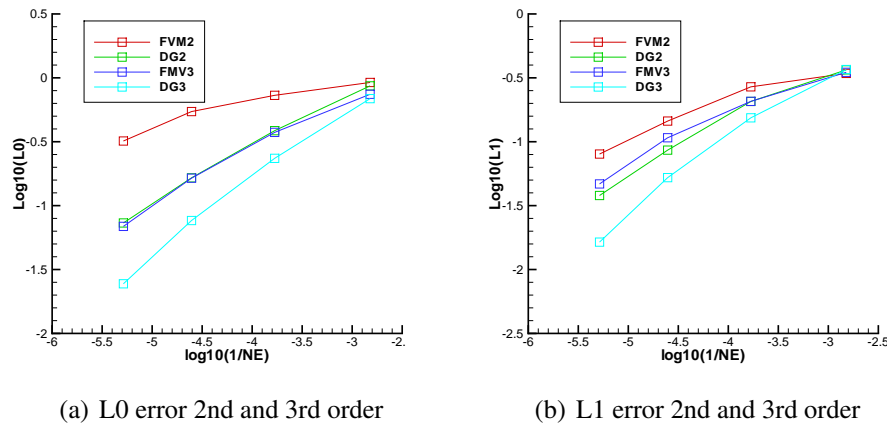 0.5
0
-0.5
-1
-1.5
-2
Log10(L0)
FVM2
DG2
FMV3
DG3
-6 -5.5 -5 -4.5 -4 -3.5 -3 -2.
log10(1/NE)
(a) L0 error 2nd and 3rd order
0
-0.5
-1
-1.5
-2
-2.5
Log10(L1)
FVM2
DG2
FMV3
DG3
-6 -5.5 -5 -4.5 -4 -3.5 -3 -2.5
log10(1/NE)
(b) L1 error 2nd and 3rd order